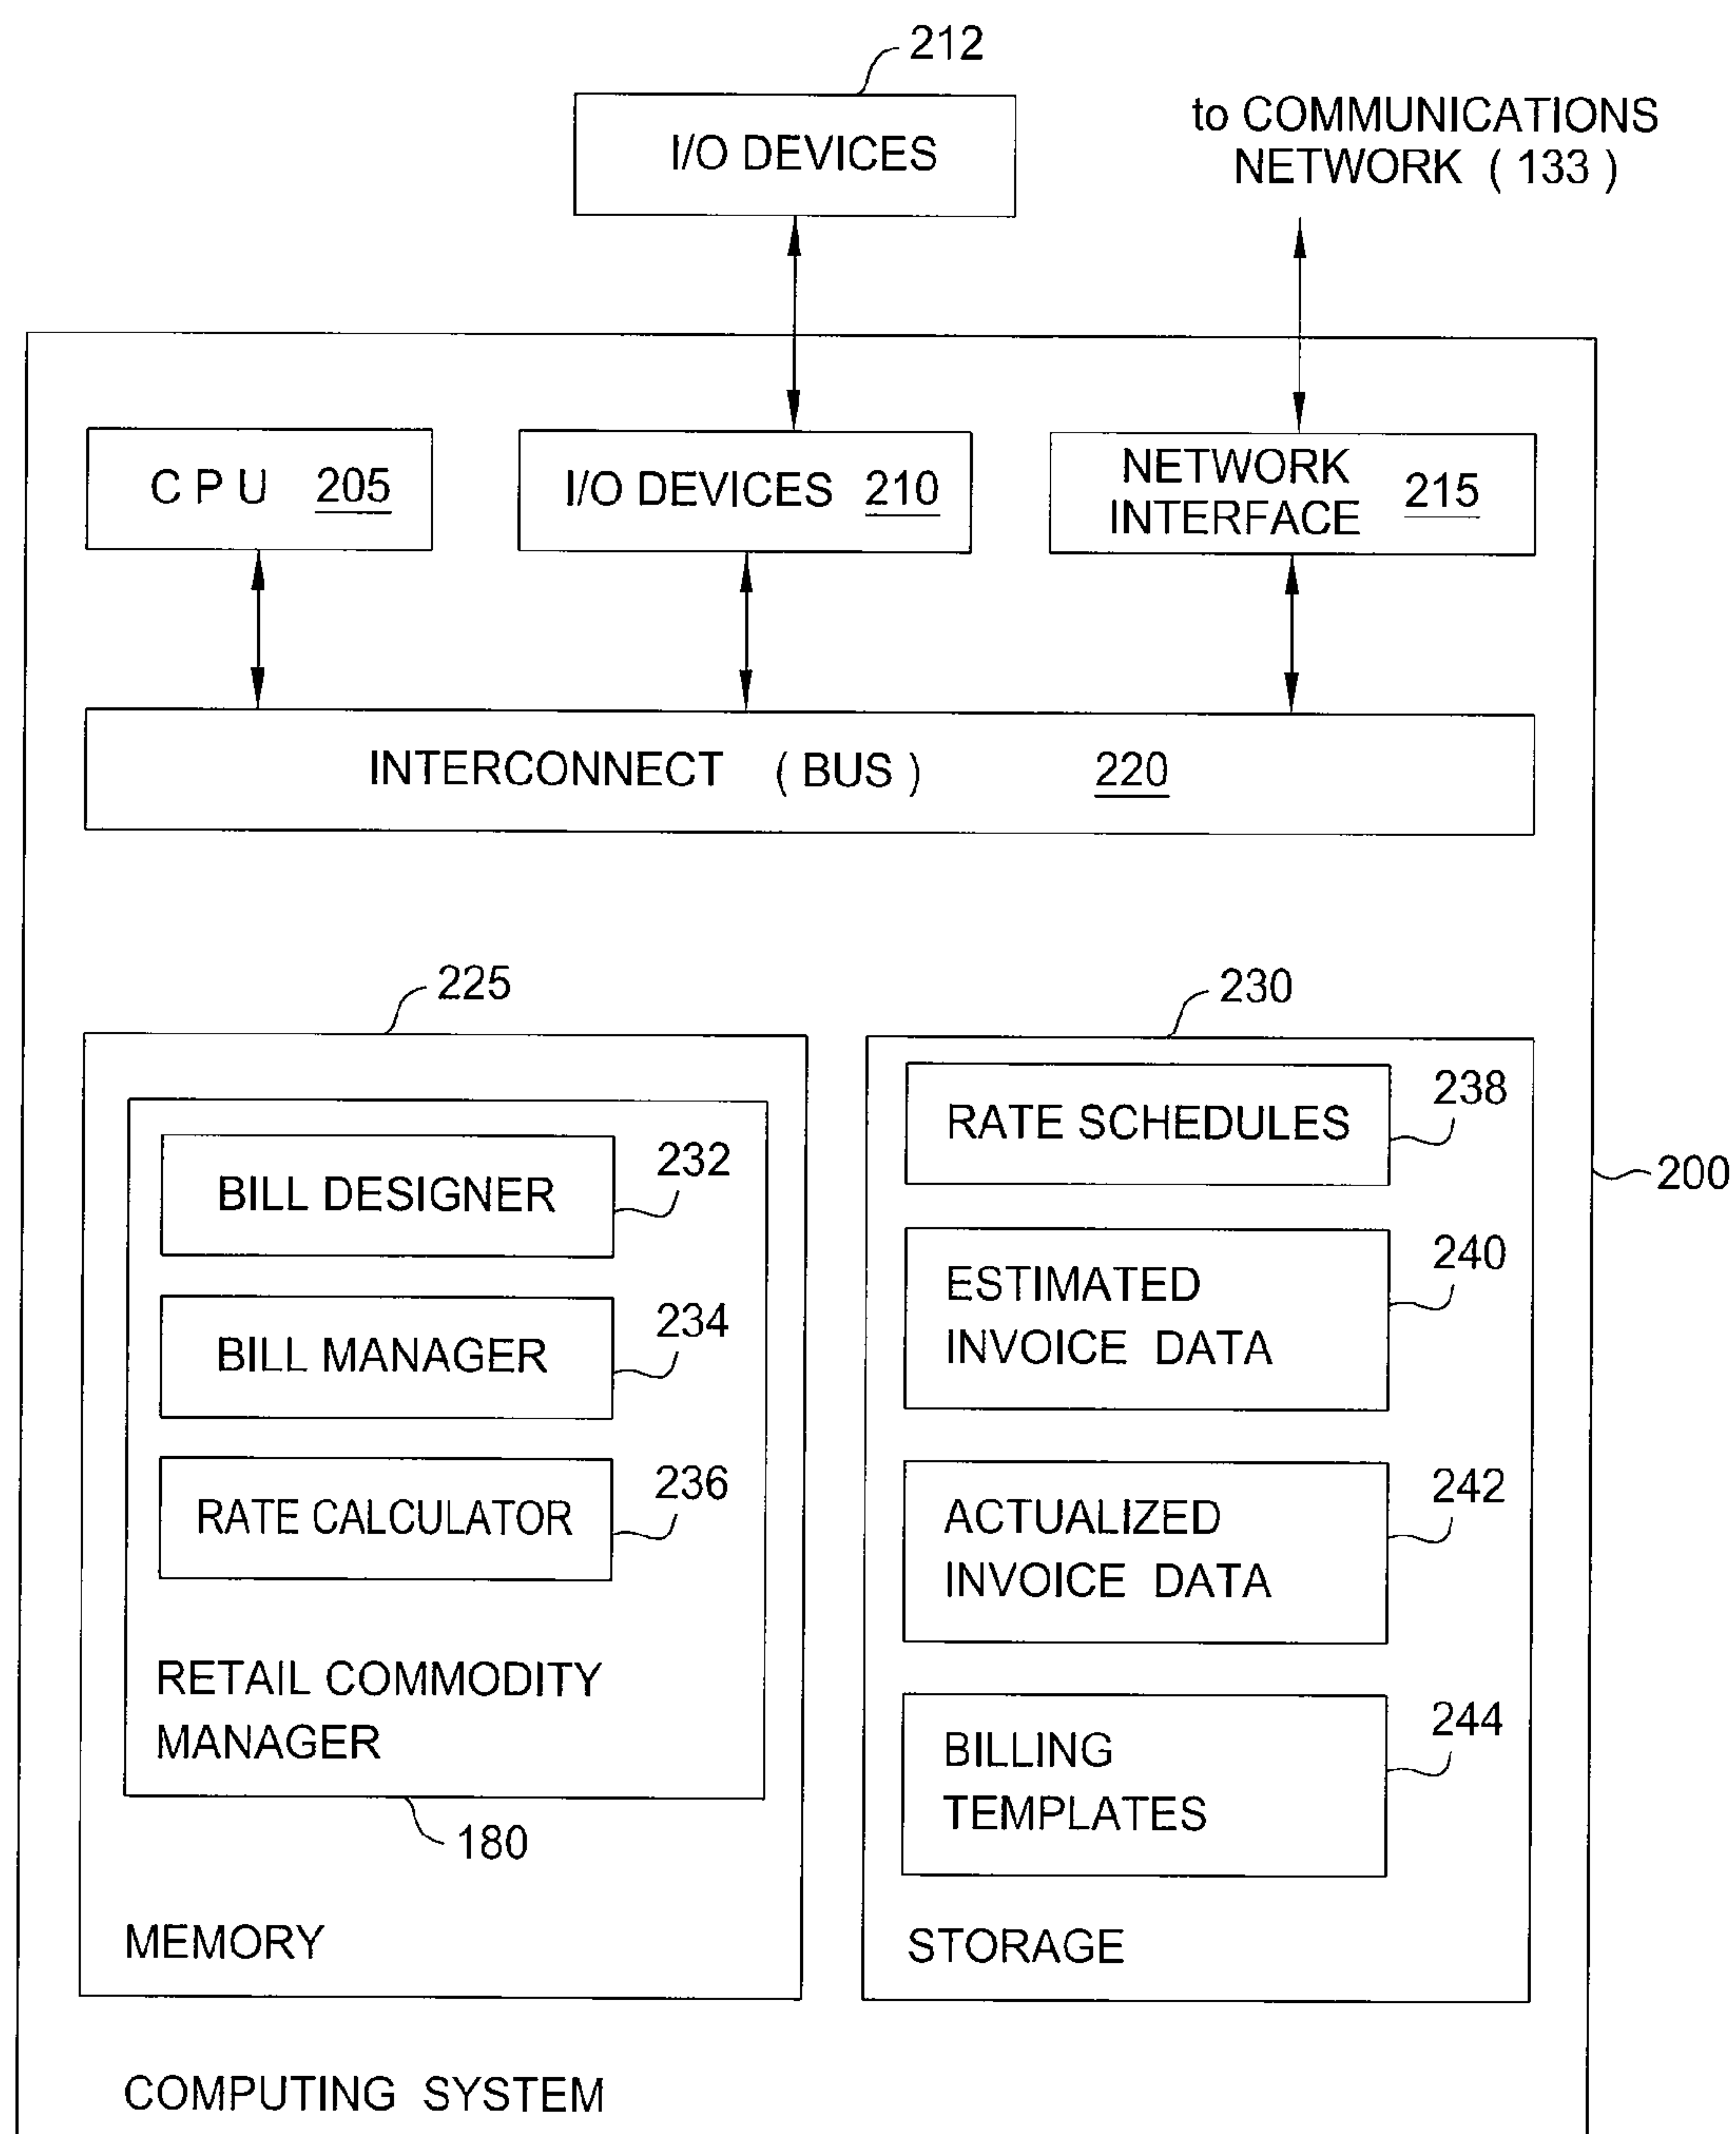 212
I/O DEVICES
to COMMUNICATIONS
NETWORK ( 133 )
C P U 205
I/O DEVICES 210
NETWORK
INTERFACE 215
INTERCONNECT ( BUS ) 220
225
230
BILL DESIGNER
232
BILL MANAGER
234
RATE CALCULATOR
236
RETAIL COMMODITY
MANAGER
180
MEMORY
RATE SCHEDULES
238
200
ESTIMATED
INVOICE DATA
240
ACTUALIZED
INVOICE DATA
242
BILLING
TEMPLATES
244
STORAGE
COMPUTING SYSTEM